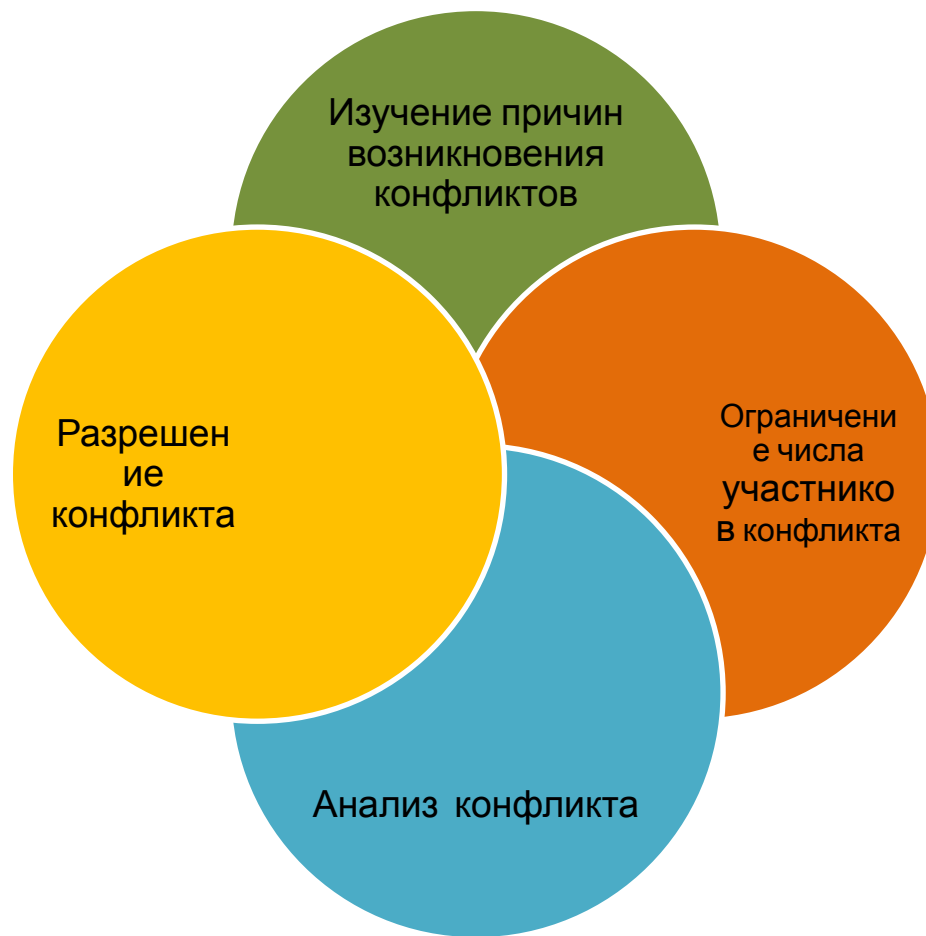 Изучение причин
возникновения
конфликтов
Ограничени
е числа
участнико
в конфликта
Анализ конфликта
Разрешен
ие
конфликта